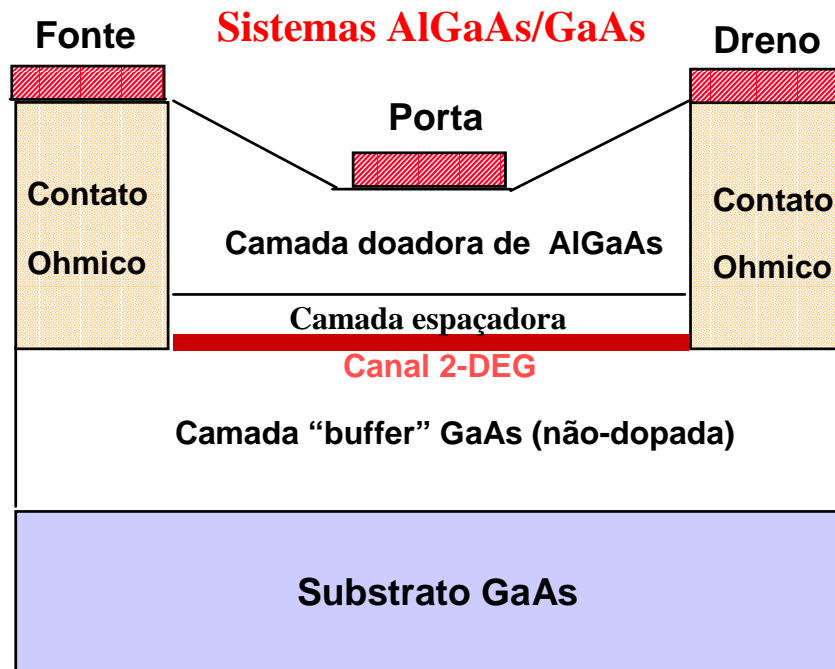 Sistemas AlGaAs/GaAs
Fonte
Dreno
Porta
Contato
Ohmico
Contato
Ohmico
Camada doadora de AlGaAs
Camada espaçadora
Canal 2-DEG
Camada “buffer” GaAs (não-dopada)
Substrato GaAs